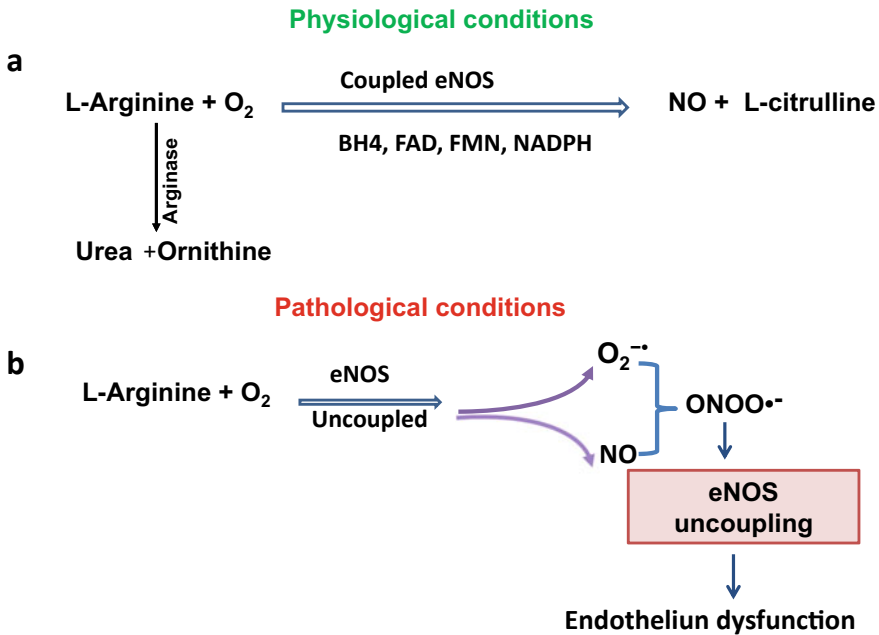 Physiological conditions
a
Coupled eNOS
L-Arginine + O₂
NO + L-citrulline
BH4, FAD, FMN, NADPH
Arginase
Urea +Ornithine
Pathological conditions
b
O₂⁻•
eNOS
L-Arginine + O₂
Uncoupled
ONOO•-
NO
eNOS
uncoupling
Endotheliun dysfunction